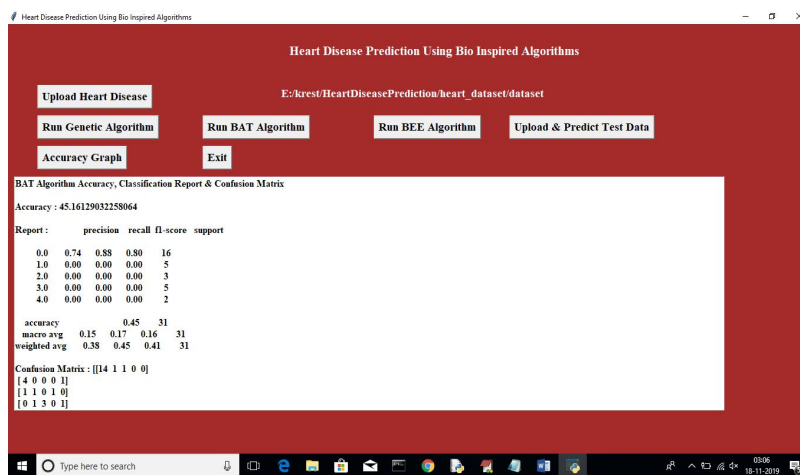 Heart Disease Prediction Using Bio Inspired Algorithms
Heart Disease Prediction Using Bio Inspired Algorithms
Upload Heart Disease
E:/krest/HeartDiseasePrediction/heart_dataset/dataset
Run Genetic Algorithm
Run BAT Algorithm
Run BEE Algorithm
Upload & Predict Test Data
Accuracy Graph
Exit
BAT Algorithm Accuracy, Classification Report & Confusion Matrix
Accuracy : 45.16129032258064
Report : precision recall f1-score support
0.0 0.74 0.88 0.80 16
1.0 0.00 0.00 0.00 5
2.0 0.00 0.00 0.00 3
3.0 0.00 0.00 0.00 5
4.0 0.00 0.00 0.00 2
accuracy 0.45 31
macro avg 0.15 0.17 0.16 31
weighted avg 0.38 0.45 0.41 31
Confusion Matrix : [[14 1 1 0 0]
[ 4 0 0 0 1]
[ 1 1 0 1 0]
[ 0 1 3 0 1]
Type here to search
03:06
18-11-2019